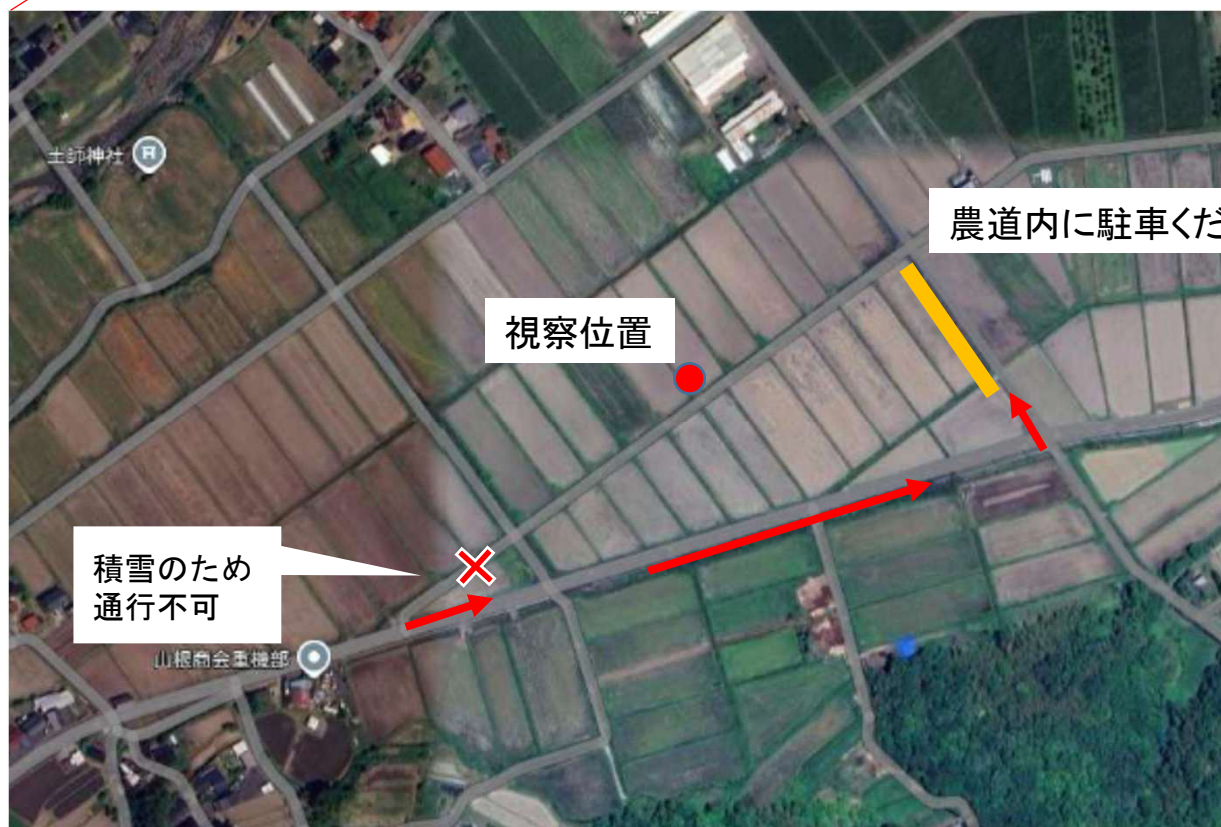 土師神社
農道内に駐車くだ
視察位置
積雪のため
通行不可
山根商会重機部